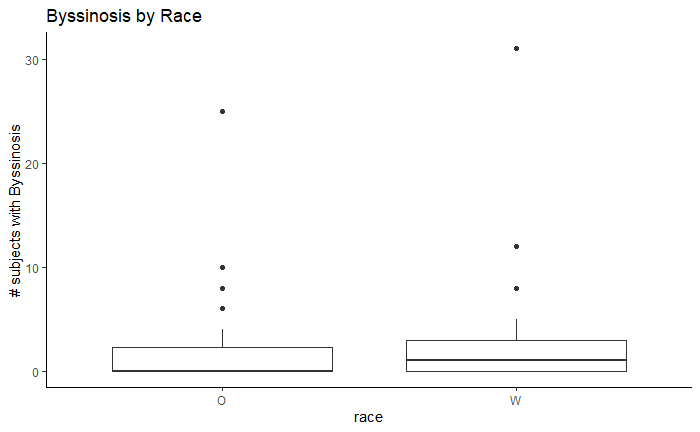 Byssinosis by Race
# subjects with Byssinosis
30
20
10
0
O
W
race